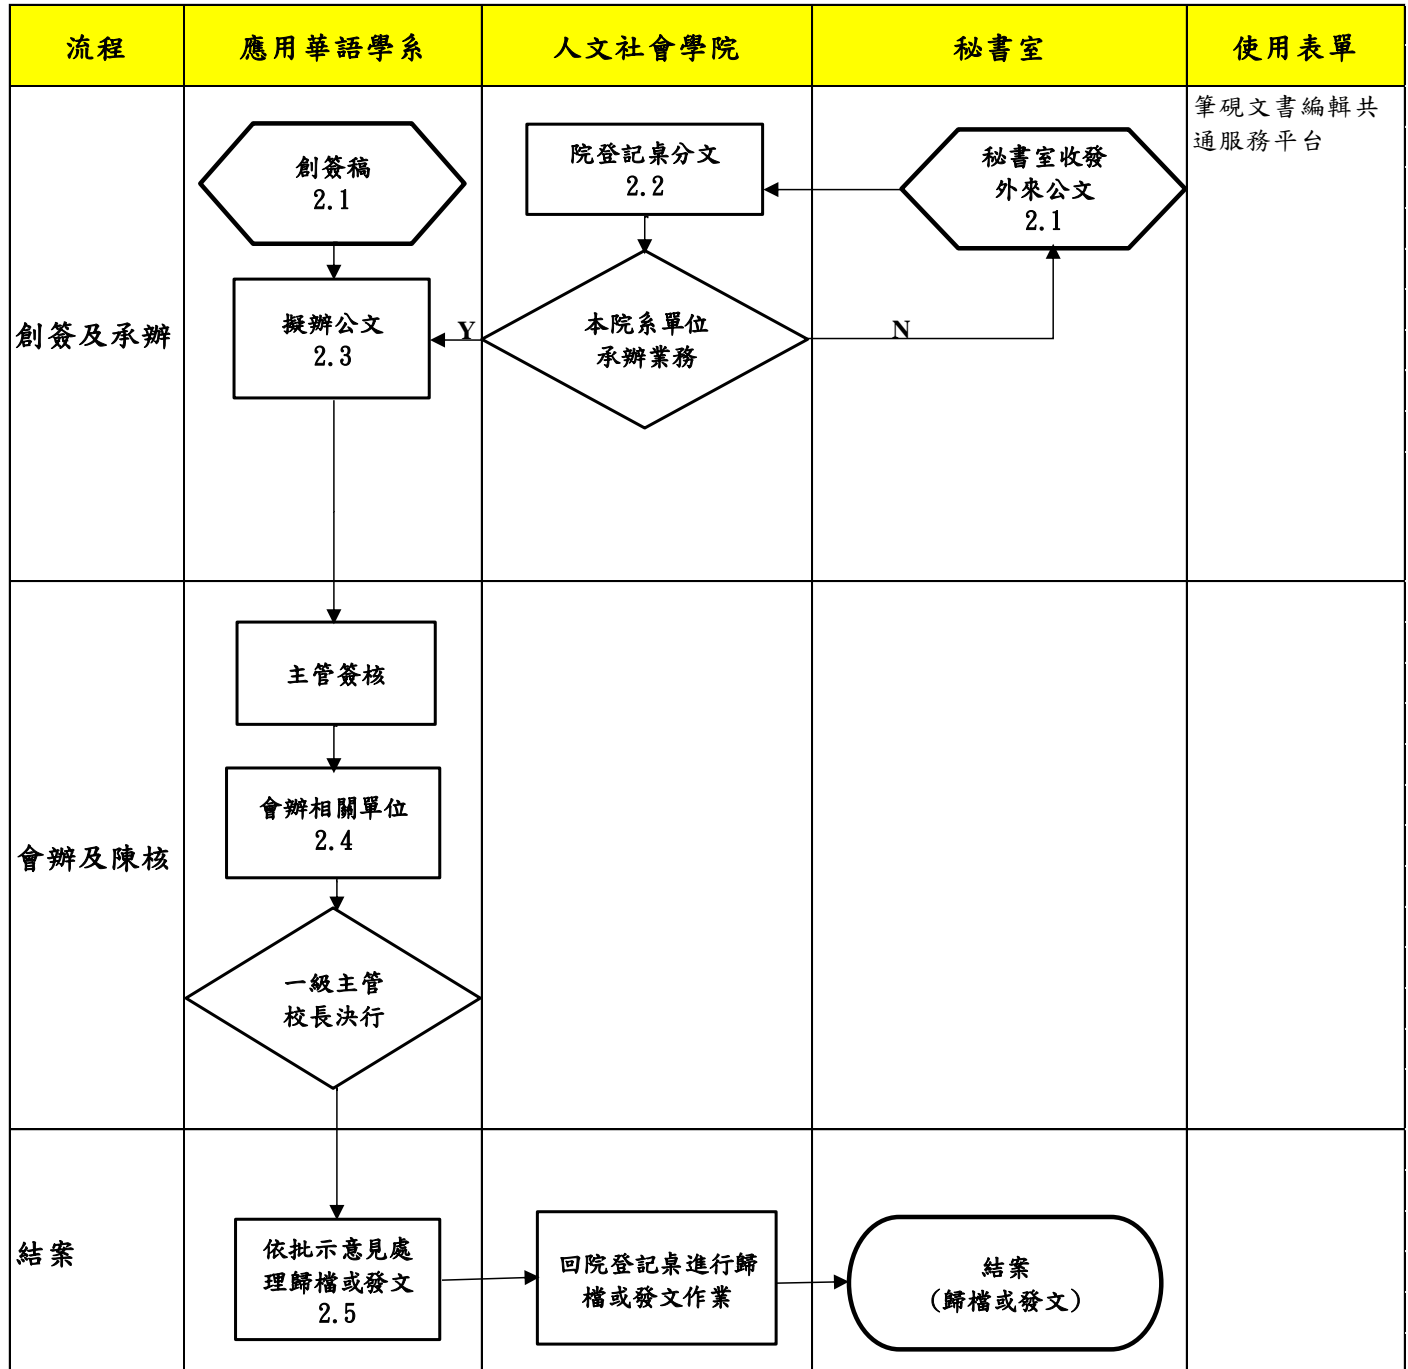 流程
應用華語學系
人文社會學院
秘書室
使用表單
創簽及承辦
創簽稿
2.1
院登記桌分文
2.2
秘書室收發
外來公文
2.1
筆硯文書編輯共
通服務平台
擬辦公文
2.3
Y
本院系單位
承辦業務
N
會辦及陳核
主管簽核
會辦相關單位
2.4
一級主管
校長決行
結案
依批示意見處
理歸檔或發文
2.5
回院登記桌進行歸
檔或發文作業
結案
(歸檔或發文)